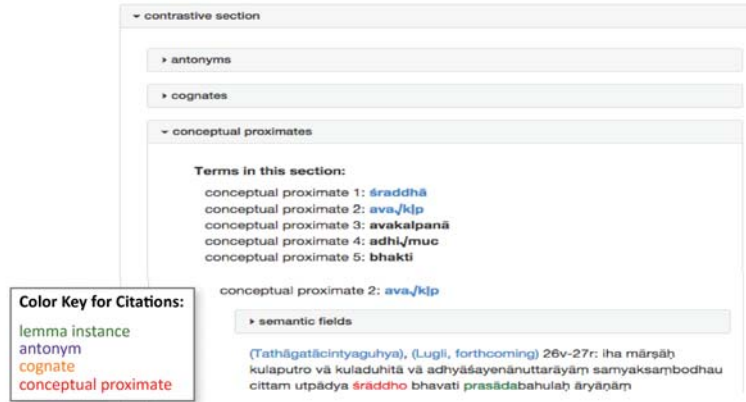 contrastive section
antonyms
cognates
conceptual proximates
Terms in this section:
conceptual proximate 1: śraddhā
conceptual proximate 2: ava√kḷp
conceptual proximate 3: avakalpanā
conceptual proximate 4: adhi√muc
conceptual proximate 5: bhakti
conceptual proximate 2: ava√kḷp
semantic fields
(Tathāgatācintyaguhya), (Lugli, forthcoming) 26v-27r: iha mārṣāḥ
kulaputro vā kuladuhitā vā adhyāśayenānuttarāyāṃ samyaksaṃbodhau
cittam utpādya śrāddho bhavati prasādabahulaḥ āryāṇāṃ
Color Key for Citations:
lemma instance
antonym
cognate
conceptual proximate